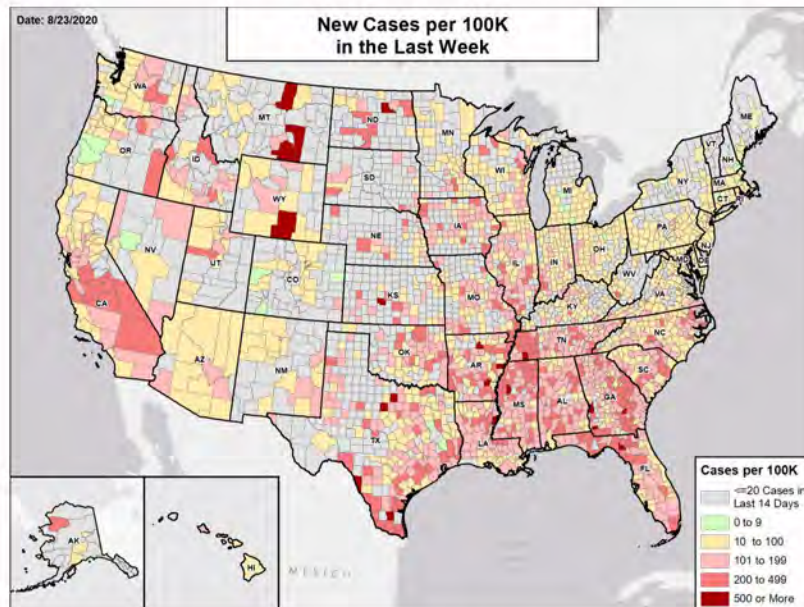 Date: 8/23/2020
New Cases per 100K
in the Last Week
WA
MT
ND
MN
ME
OR
ID
WI
VT
NH
SD
MI
NY
MA
WY
CT
RI
IA
PA
NE
NJ
NV
OH
MD
DE
UT
IL
IN
CO
WV
CA
KS
MO
VA
KY
NC
TN
AZ
OK
NM
AR
SC
MS
AL
GA
TX
LA
FL
Cases per 100K
<=20 Cases in
Last 14 Days
0 to 9
10 to 100
101 to 199
200 to 499
500 or More
AK
HI
MEXICO